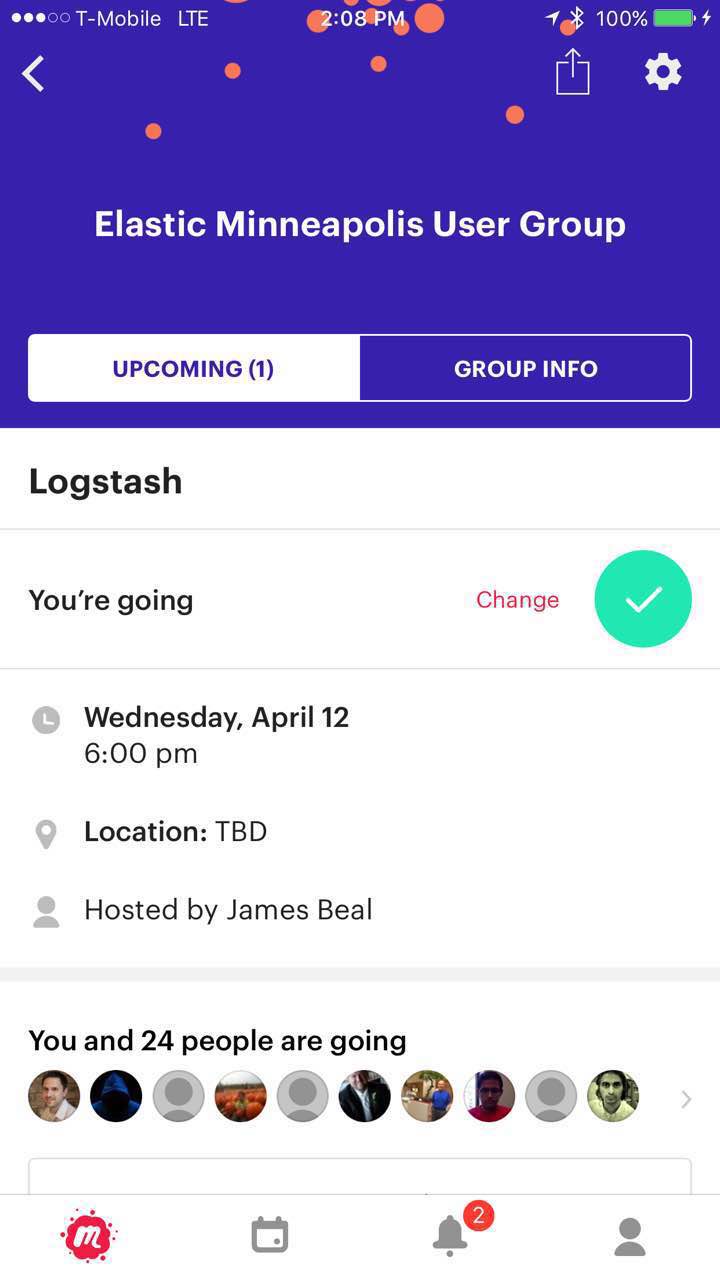 T-Mobile LTE 2:08 PM 100%
Elastic Minneapolis User Group
UPCOMING (1) GROUP INFO
Logstash
You’re going Change
Wednesday, April 12
6:00 pm
Location: TBD
Hosted by James Beal
You and 24 people are going
m 2